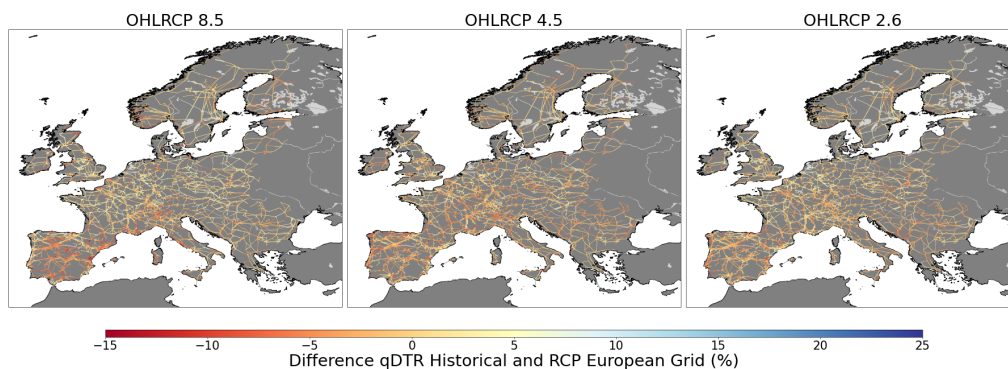 OHLRCP 8.5
OHLRCP 4.5
OHLRCP 2.6
−15 −10 −5 0 5 10 15 20 25
Difference qDTR Historical and RCP European Grid (%)